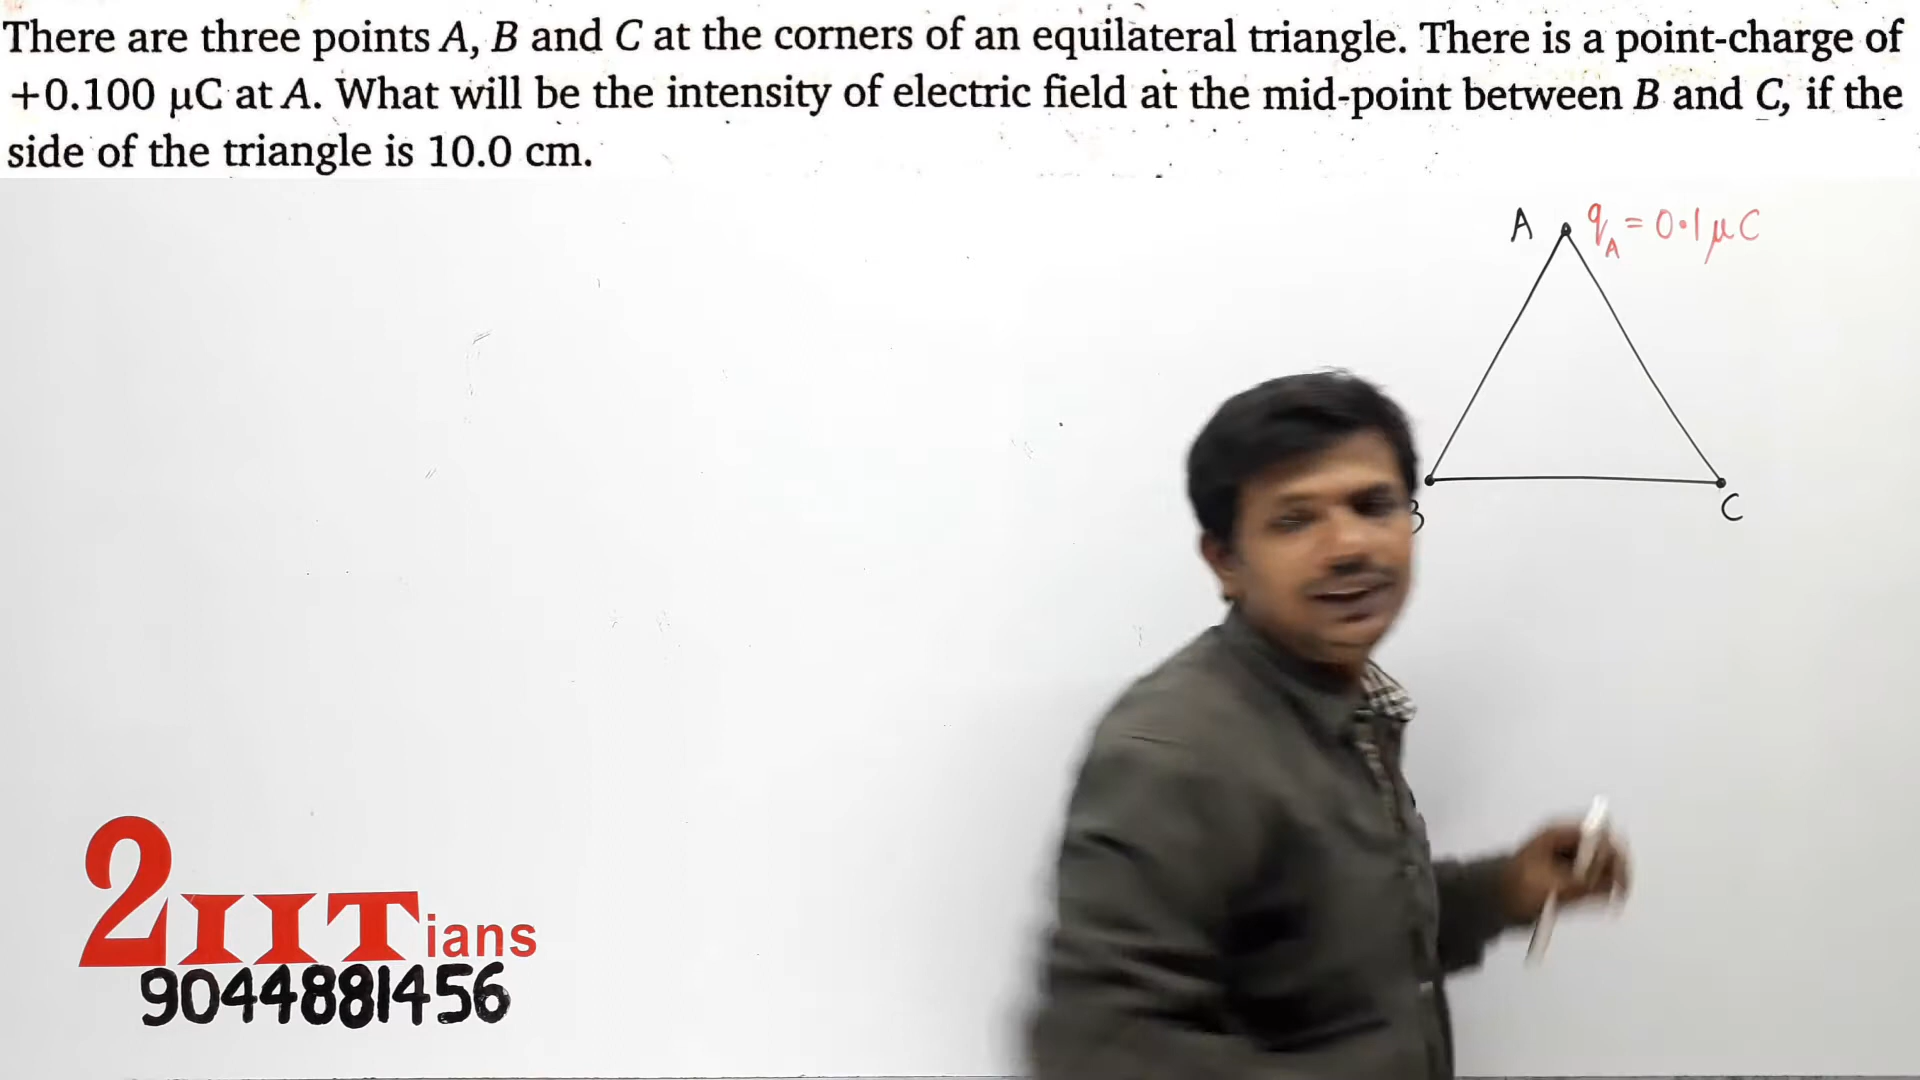 There are three points A, B and C at the corners of an equilateral triangle. There is a point-charge of
+0.100 μC at A. What will be the intensity of electric field at the mid-point between B and C, if the
side of the triangle is 10.0 cm.
A q_A = 0.1 μC
B
C
2IITians
9044881456